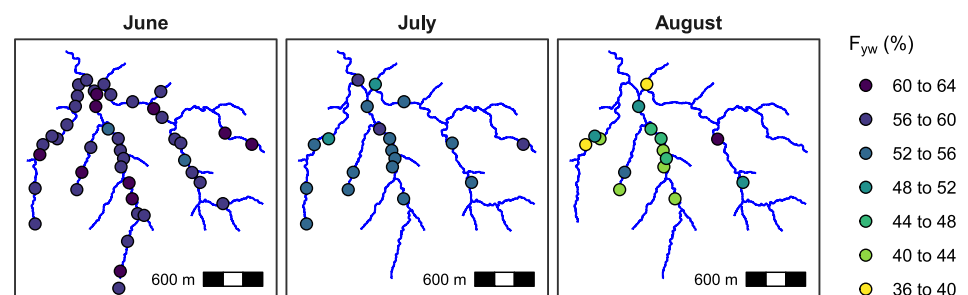 June
July
August
F_yw (%)
60 to 64
56 to 60
52 to 56
48 to 52
44 to 48
40 to 44
36 to 40
600 m
600 m
600 m